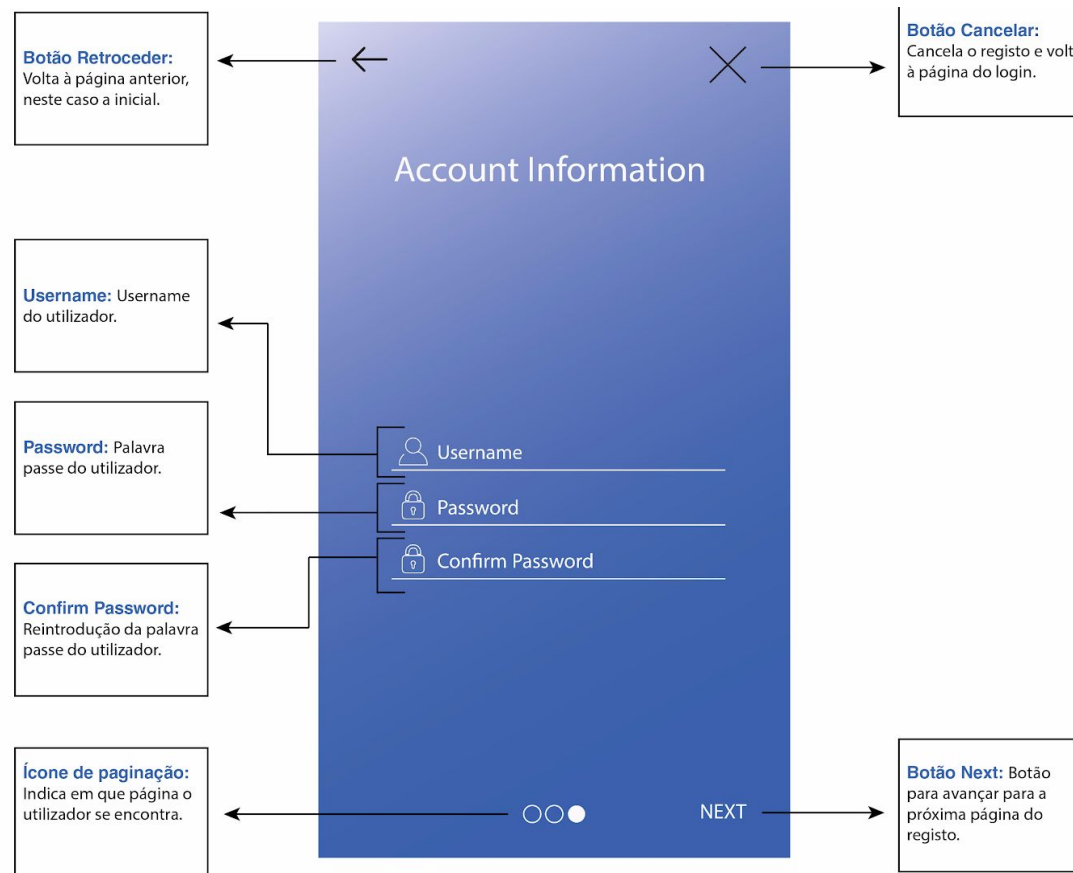 Botão Retroceder:
Volta à página anterior,
neste caso a inicial.
Botão Cancelar:
Cancela o registo e volt
à página do login.
Account Information
Username: Username
do utilizador.
Password: Palavra
passe do utilizador.
Confirm Password:
Reintrodução da palavra
passe do utilizador.
Username
Password
Confirm Password
Ícone de paginação:
Indica em que página o
utilizador se encontra.
NEXT
Botão Next: Botão
para avançar para a
próxima página do
registo.